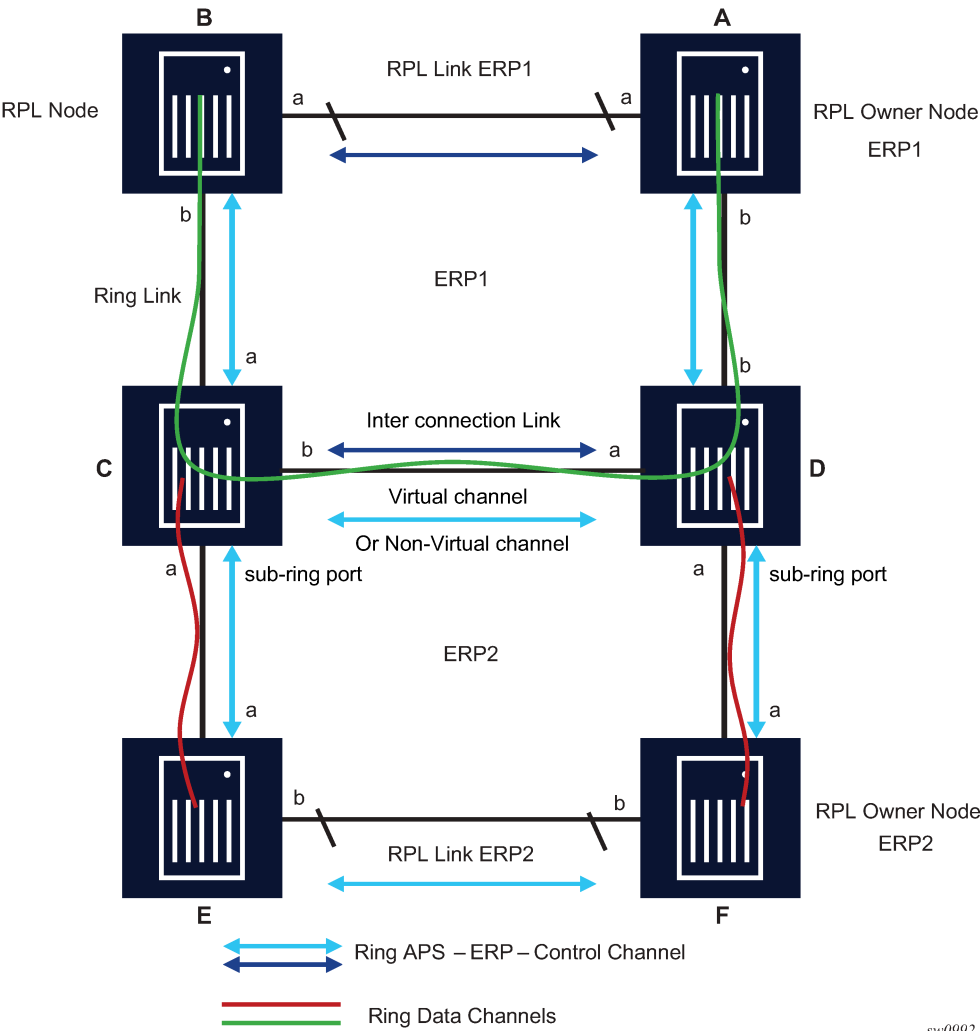 B
A
RPL Link ERP1
a
a
RPL Node
RPL Owner Node
ERP1
b
b
ERP1
Ring Link
a
b
Inter connection Link
b
a
C
D
Virtual channel
Or Non-Virtual channel
a
sub-ring port
a
sub-ring port
ERP2
a
a
b
b
RPL Owner Node
ERP2
RPL Link ERP2
E
F
Ring APS – ERP – Control Channel
Ring Data Channels
sw0992